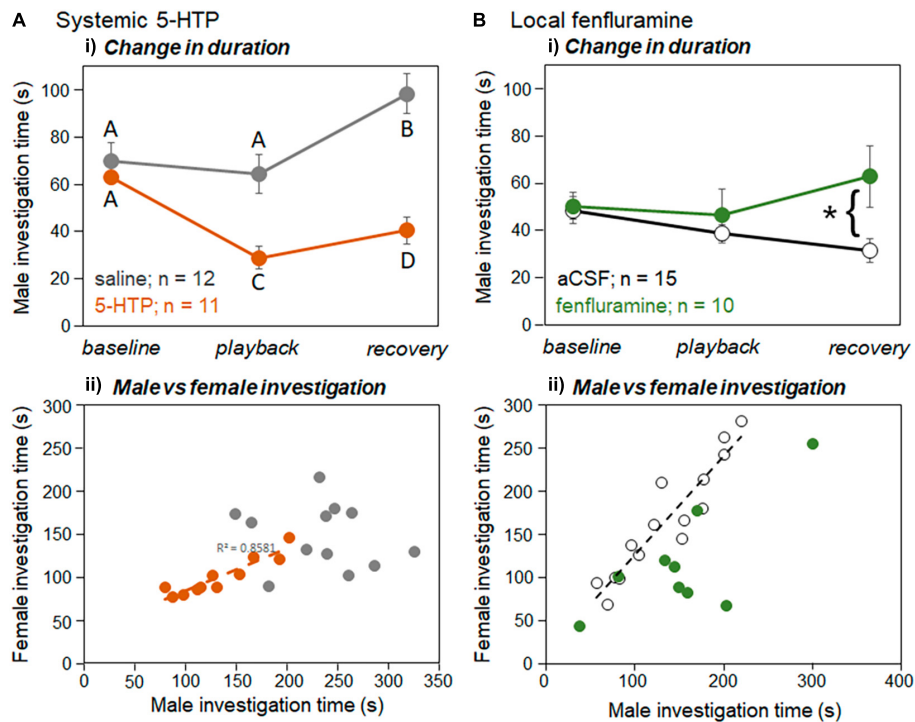 A Systemic 5-HTP
i) Change in duration
Male investigation time (s)
100
80
60
40
20
0
A
A
B
A
C
D
saline; n = 12
5-HTP; n = 11
baseline playback recovery
B Local fenfluramine
i) Change in duration
Male investigation time (s)
100
80
60
40
20
0
* {
aCSF; n = 15
fenfluramine; n = 10
baseline playback recovery
ii) Male vs female investigation
Female investigation time (s)
300
250
200
150
100
50
0
R² = 0.8581
0 50 100 150 200 250 300 350
Male investigation time (s)
ii) Male vs female investigation
Female investigation time (s)
300
250
200
150
100
50
0
0 100 200 300 400
Male investigation time (s)